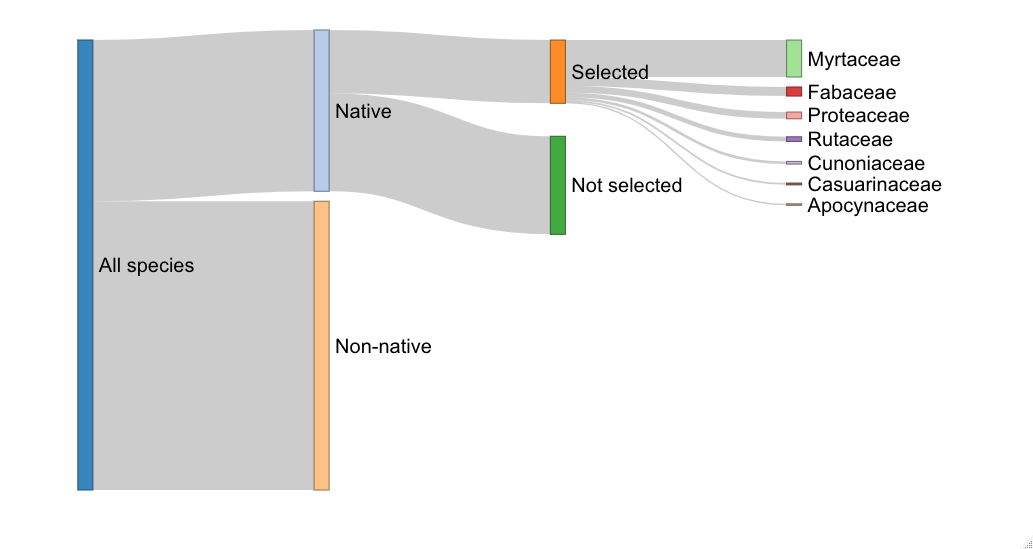 All species
Native
Non-native
Selected
Not selected
Myrtaceae
Fabaceae
Proteaceae
Rutaceae
Cunoniaceae
Casuarinaceae
Apocynaceae